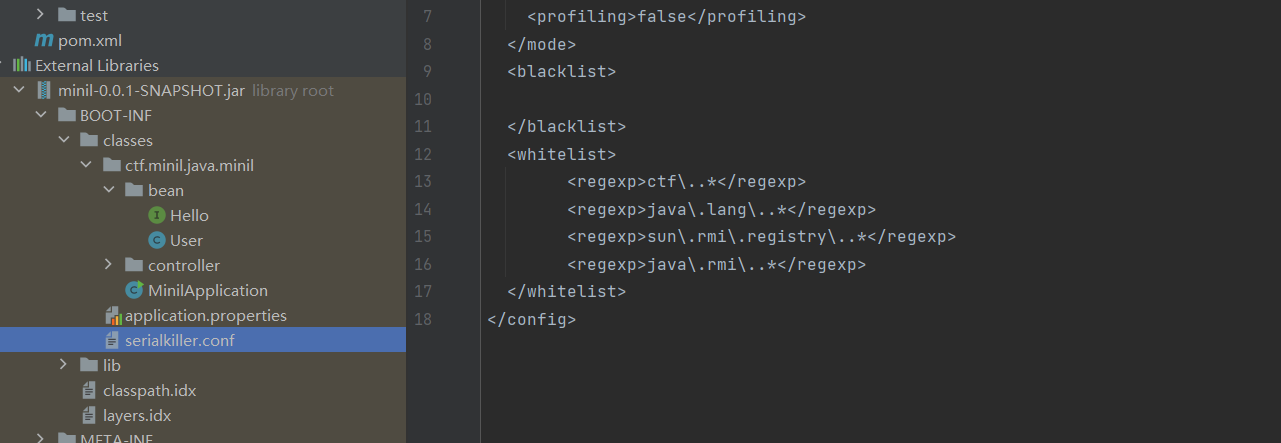 test
pom.xml
External Libraries
minil-0.0.1-SNAPSHOT.jar library root
BOOT-INF
classes
ctf.minil.java.minil
bean
Hello
User
controller
MinilApplication
application.properties
serialkiller.conf
lib
classpath.idx
layers.idx
META-INF
7 <profiling>false</profiling>
8 </mode>
9 <blacklist>
10
11 </blacklist>
12 <whitelist>
13 <regexp>ctf\..*</regexp>
14 <regexp>java\.lang\..*</regexp>
15 <regexp>sun\.rmi\.registry\..*</regexp>
16 <regexp>java\.rmi\..*</regexp>
17 </whitelist>
18 </config>